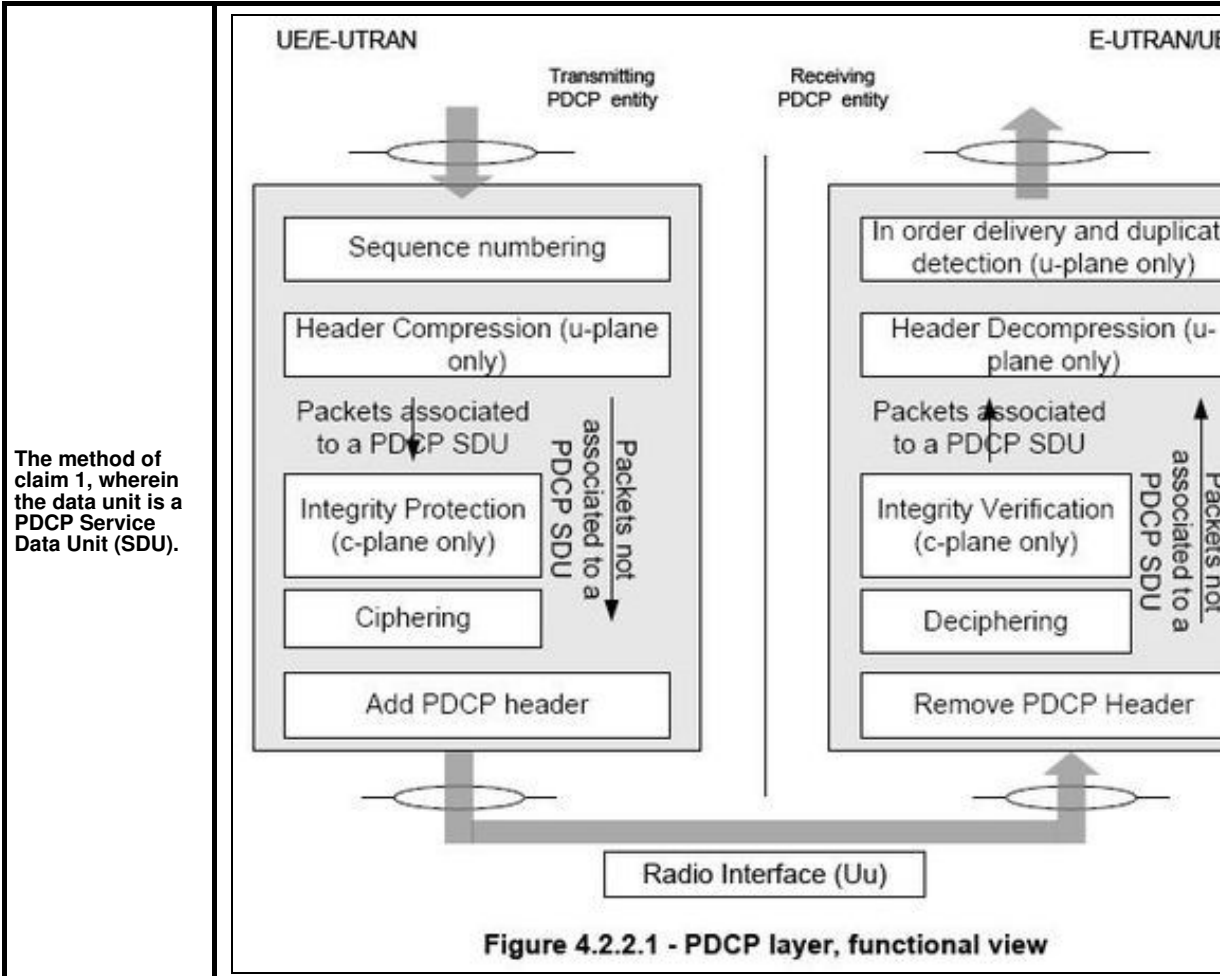 The method of
claim 1, wherein
the data unit is a
PDCP Service
Data Unit (SDU).
UE/E-UTRAN
E-UTRAN/UE
Transmitting
PDCP entity
Receiving
PDCP entity
Sequence numbering
Header Compression (u-plane
only)
Packets associated
to a PDCP SDU
Packets not
associated to a
PDCP SDU
Integrity Protection
(c-plane only)
Ciphering
Add PDCP header
In order delivery and duplicat
detection (u-plane only)
Header Decompression (u-
plane only)
Packets associated
to a PDCP SDU
Packets not
associated to a
PDCP SDU
Integrity Verification
(c-plane only)
Deciphering
Remove PDCP Header
Radio Interface (Uu)
Figure 4.2.2.1 - PDCP layer, functional view